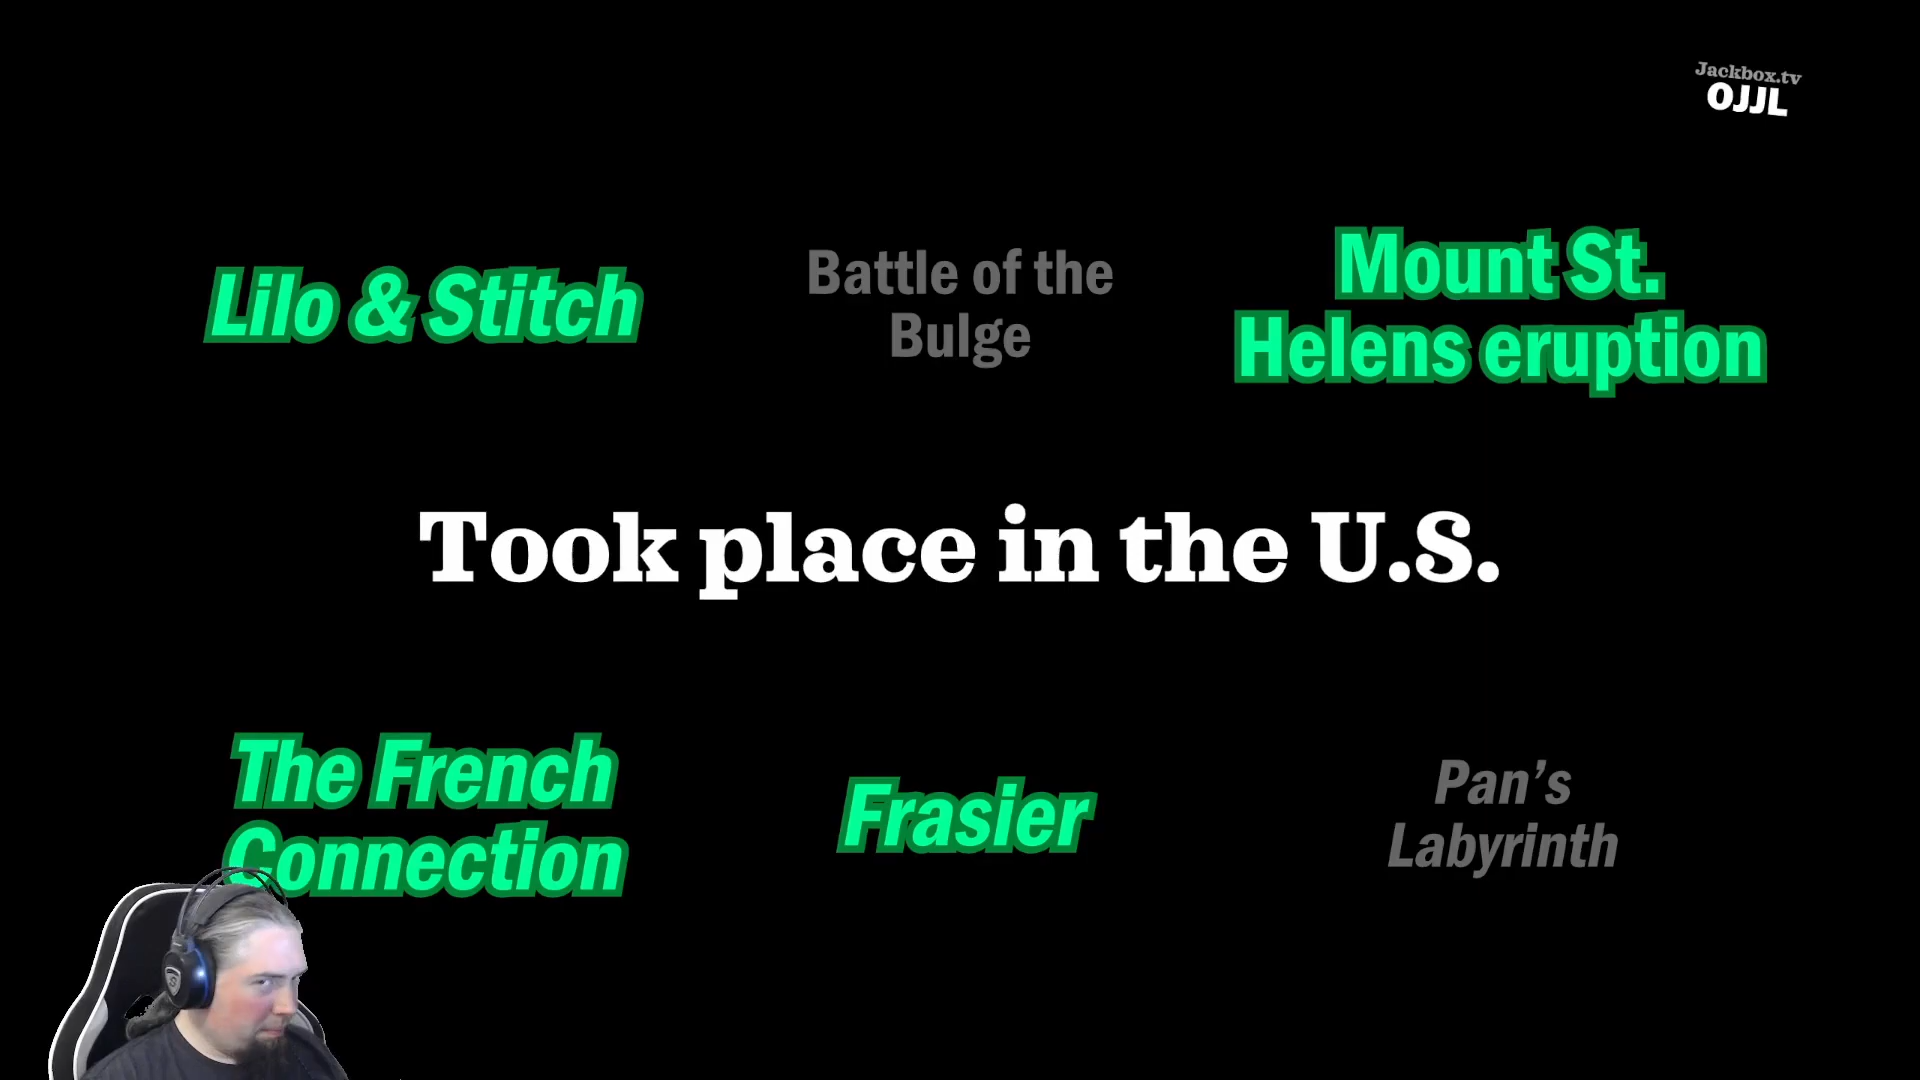 Jackbox.tv
OJJL
Lilo & Stitch
Battle of the
Bulge
Mount St.
Helens eruption
Took place in the U.S.
The French
Connection
Frasier
Pan’s
Labyrinth